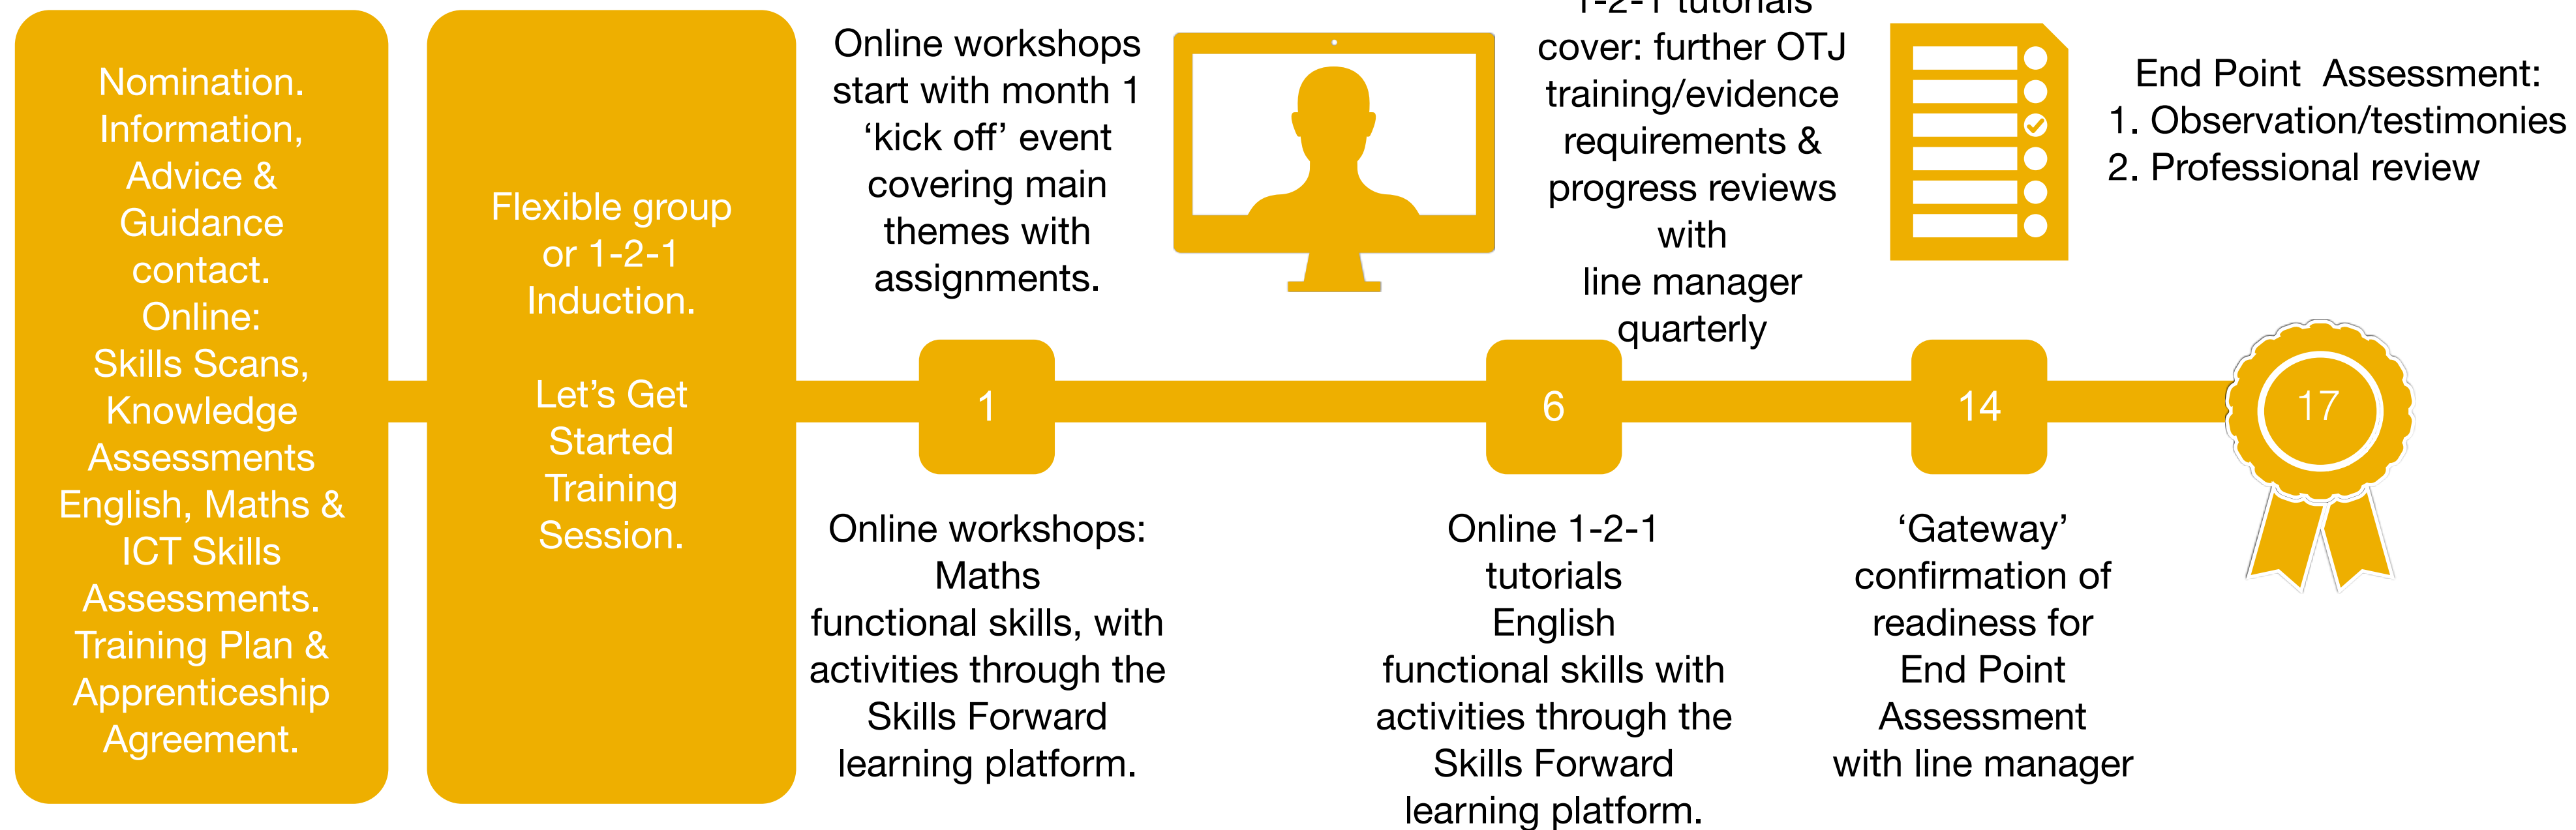 Nomination.
Information,
Advice &
Guidance
contact.
Online:
Skills Scans,
Knowledge
Assessments
English, Maths &
ICT Skills
Assessments.
Training Plan &
Apprenticeship
Agreement.
Flexible group
or 1-2-1
Induction.
Let’s Get
Started
Training
Session.
Online workshops
start with month 1
‘kick off’ event
covering main
themes with
assignments.
1-2-1 tutorials
cover: further OTJ
training/evidence
requirements &
progress reviews
with
line manager
quarterly
End Point Assessment:
1. Observation/testimonies
2. Professional review
1
6
14
17
Online workshops:
Maths
functional skills, with
activities through the
Skills Forward
learning platform.
Online 1-2-1
tutorials
English
functional skills with
activities through the
Skills Forward
learning platform.
‘Gateway’
confirmation of
readiness for
End Point
Assessment
with line manager